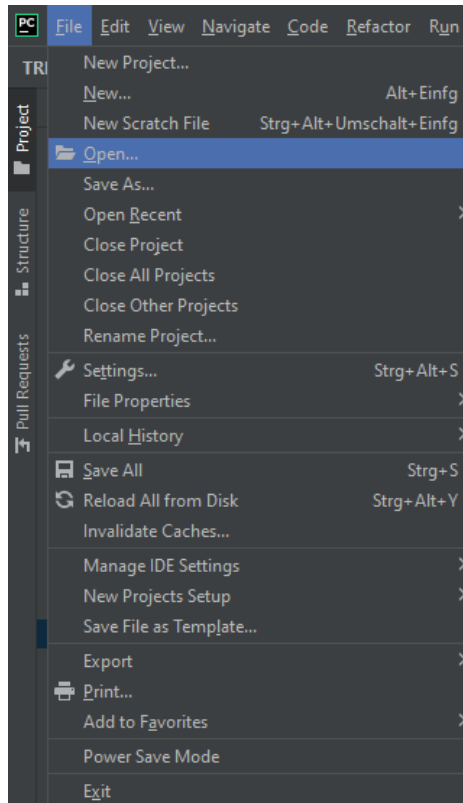 PC
File Edit View Navigate Code Refactor Run
New Project...
New... Alt+Einfg
New Scratch File Strg+Alt+Umschalt+Einfg
Open...
Save As...
Open Recent
Close Project
Close All Projects
Close Other Projects
Rename Project...
Settings... Strg+Alt+S
File Properties
Local History
Save All Strg+S
Reload All from Disk Strg+Alt+Y
Invalidate Caches...
Manage IDE Settings
New Projects Setup
Save File as Template...
Export
Print...
Add to Favorites
Power Save Mode
Exit
Project
Structure
Pull Requests